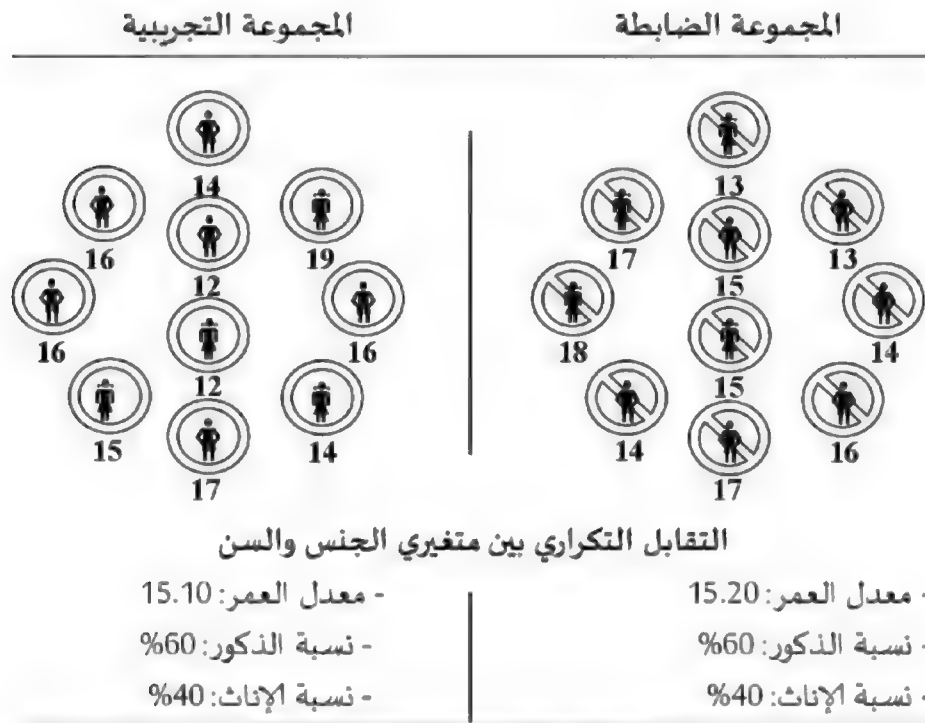 المجموعة الضابطة المجموعة التجريبية
13 14
17 13 16 19
15 12
18 14 16 16
15 12
14 16 15 14
17 17
التقابل التكراري بين متغيري الجنس والسن
- معدل العمر: 15.20 - معدل العمر: 15.10
- نسبة الذكور: 60% - نسبة الذكور: 60%
- نسبة الإناث: 40% - نسبة الإناث: 40%